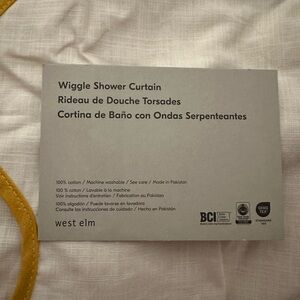 Wiggle Shower Curtain
Rideau de Douche Torsades
Cortina de Baño con Ondas Serpenteantes
100% cotton / Machine washable / See care / Made in Pakistan
100 % coton / Lavable à la machine
Voir instructions d'entretien / Fabrication au Pakistan
100% algodón / Puede lavarse en lavadora
Consulte las instrucciones de cuidado / Hecho en Pakistán
west elm
BCI